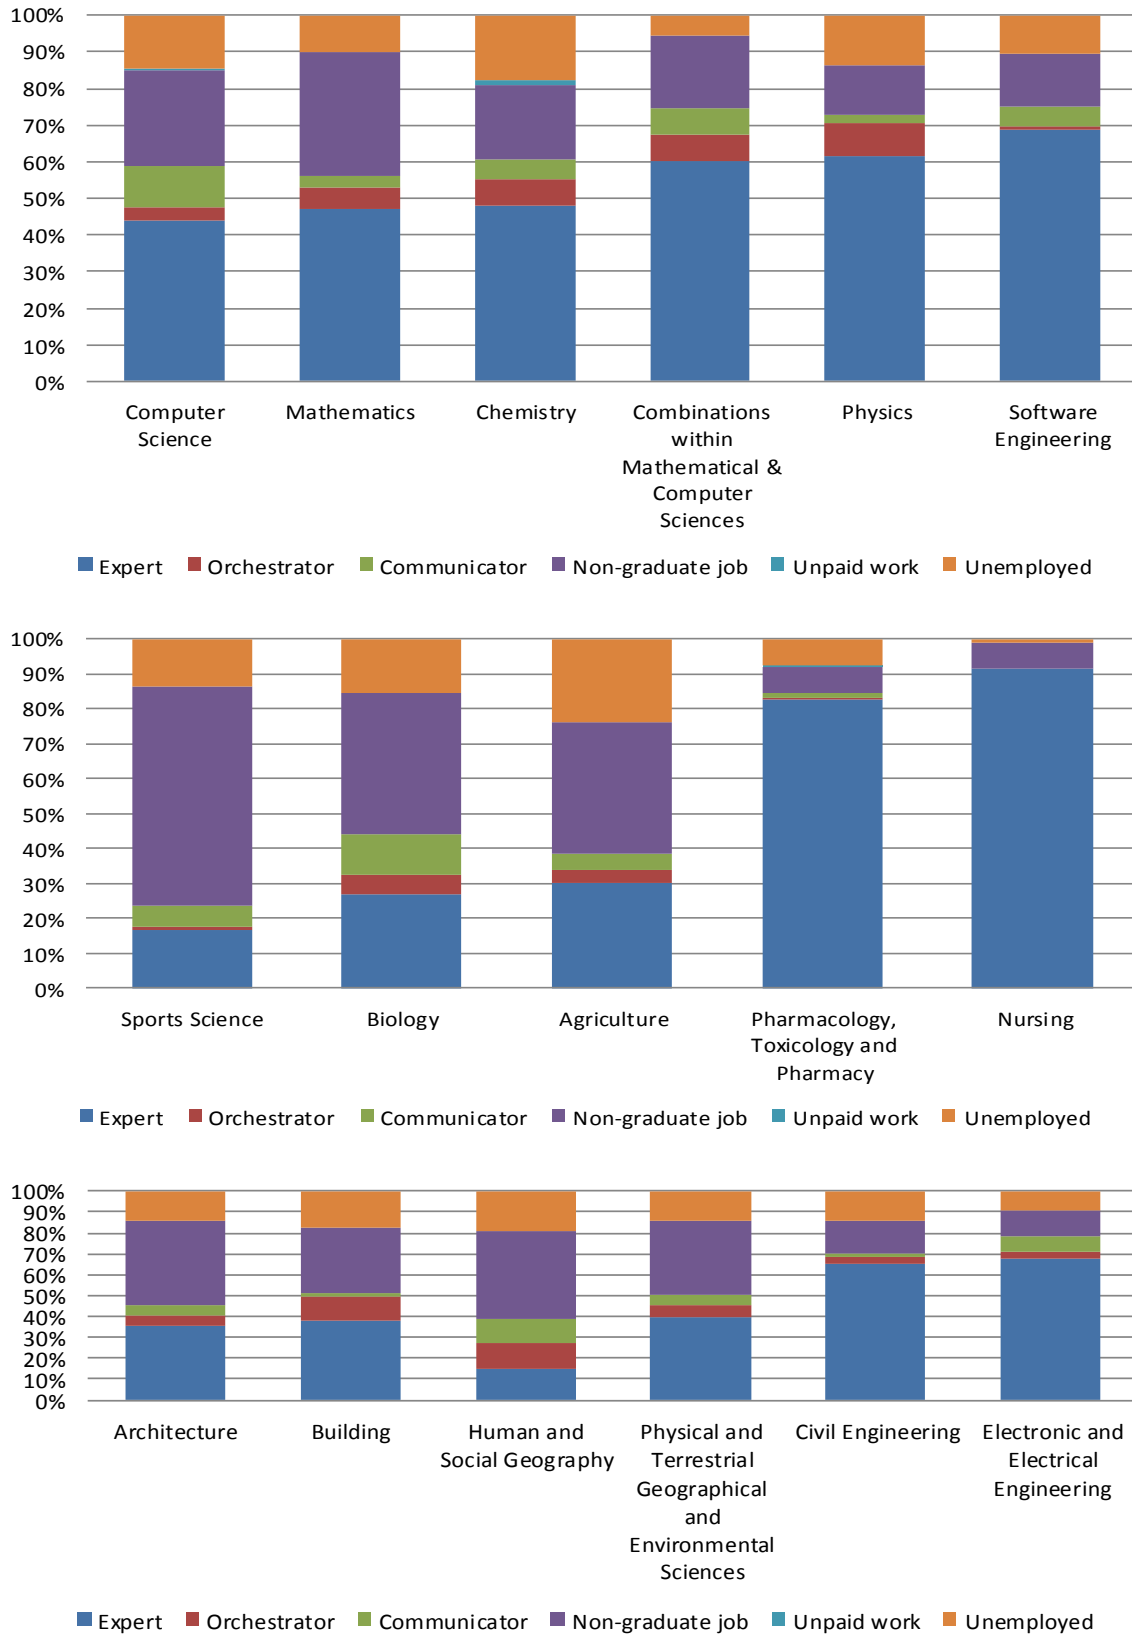 100%
90%
80%
70%
60%
50%
40%
30%
20%
10%
0%
Computer Science
Mathematics
Chemistry
Combinations within Mathematical & Computer Sciences
Physics
Software Engineering
Expert Orchestrator Communicator Non-graduate job Unpaid work Unemployed
100%
90%
80%
70%
60%
50%
40%
30%
20%
10%
0%
Sports Science
Biology
Agriculture
Pharmacology, Toxicology and Pharmacy
Nursing
Expert Orchestrator Communicator Non-graduate job Unpaid work Unemployed
100%
90%
80%
70%
60%
50%
40%
30%
20%
10%
0%
Architecture
Building
Human and Social Geography
Physical and Terrestrial Geographical and Environmental Sciences
Civil Engineering
Electronic and Electrical Engineering
Expert Orchestrator Communicator Non-graduate job Unpaid work Unemployed